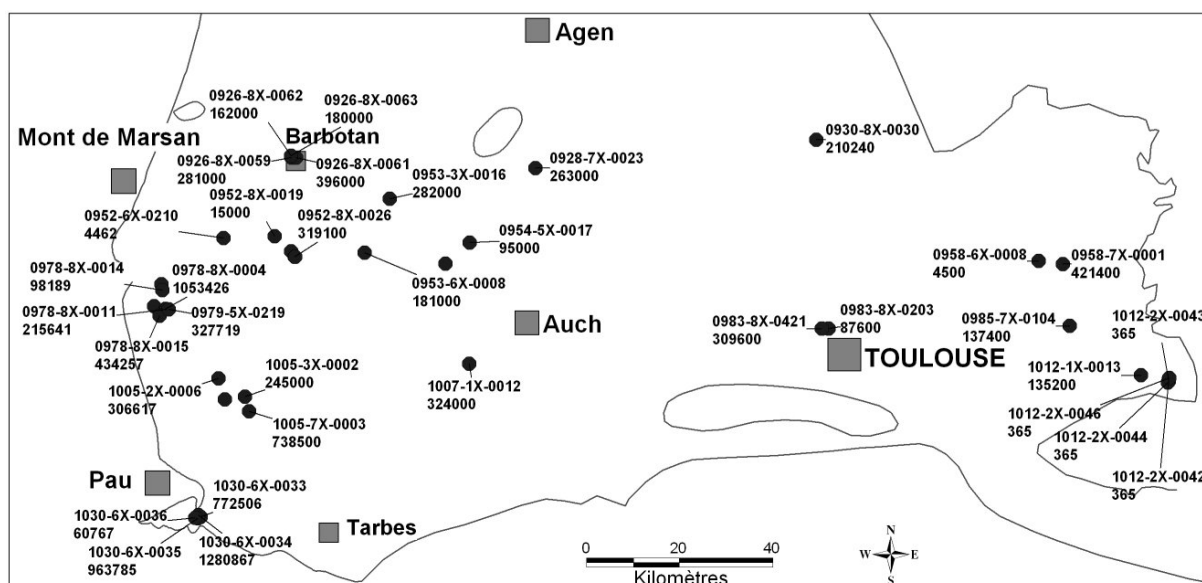 Agen
0926-8X-0062
162000
0926-8X-0063
180000
Mont de Marsan
Barbotan
0926-8X-0059
281000
0926-8X-0061
396000
0928-7X-0023
263000
0930-8X-0030
210240
0953-3X-0016
282000
0952-8X-0019
15000
0952-6X-0210
4462
0952-8X-0026
319100
0954-5X-0017
95000
0953-6X-0008
181000
0958-6X-0008
4500
0958-7X-0001
421400
0978-8X-0014
98189
0978-8X-0004
1053426
0978-8X-0011
215641
0979-5X-0219
327719
0978-8X-0015
434257
Auch
0983-8X-0421
309600
0983-8X-0203
87600
TOULOUSE
0985-7X-0104
137400
1012-2X-0043
365
1012-1X-0013
135200
1005-3X-0002
245000
1005-2X-0006
306617
1005-7X-0003
738500
1007-1X-0012
324000
1012-2X-0046
365
1012-2X-0044
365
1012-2X-0042
365
Pau
1030-6X-0033
772506
1030-6X-0036
60767
1030-6X-0035
963785
1030-6X-0034
1280867
Tarbes
0 20 40
Kilomètres
N
W E
S